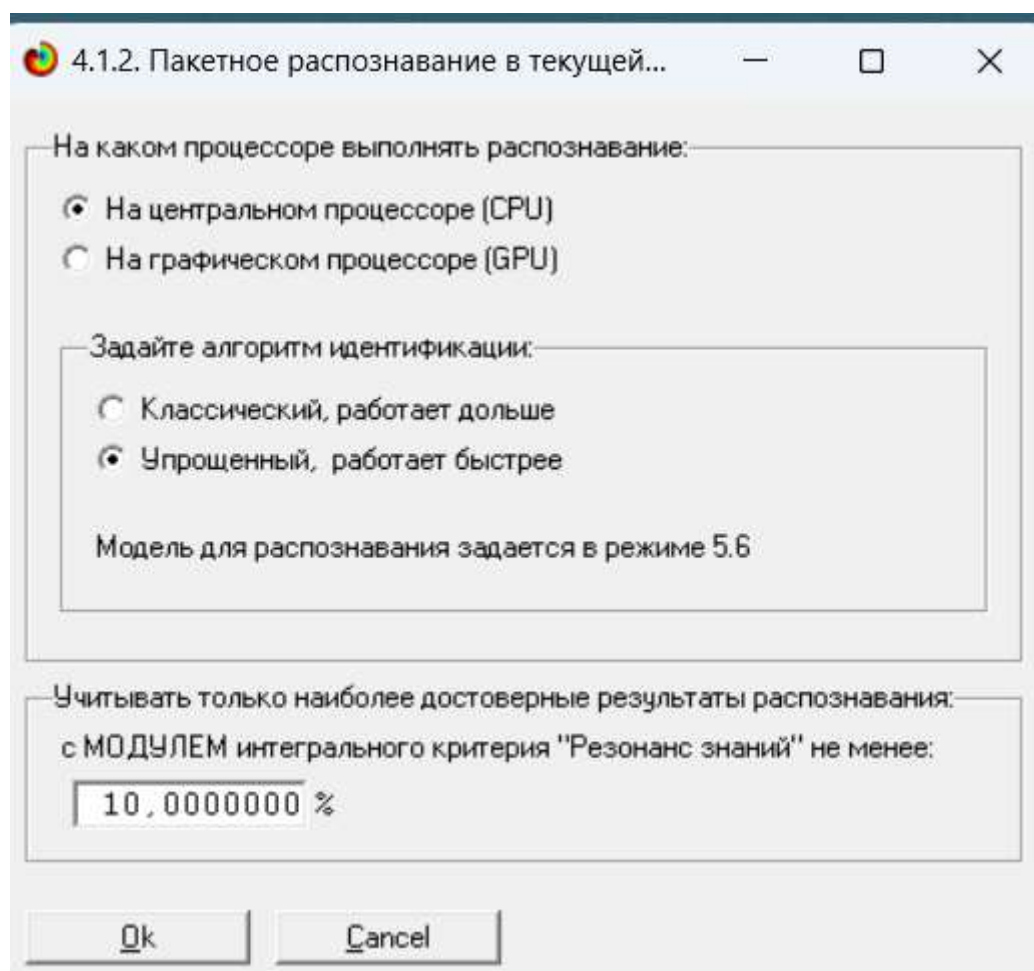 4.1.2. Пакетное распознавание в текущей...
На каком процессоре выполнять распознавание:
На центральном процессоре (CPU)
На графическом процессоре (GPU)
Задайте алгоритм идентификации:
Классический, работает дольше
Упрощенный, работает быстрее
Модель для распознавания задается в режиме 5.6
Учитывать только наиболее достоверные результаты распознавания:
с МОДУЛЕМ интегрального критерия "Резонанс знаний" не менее:
10,0000000 %
Ok Cancel